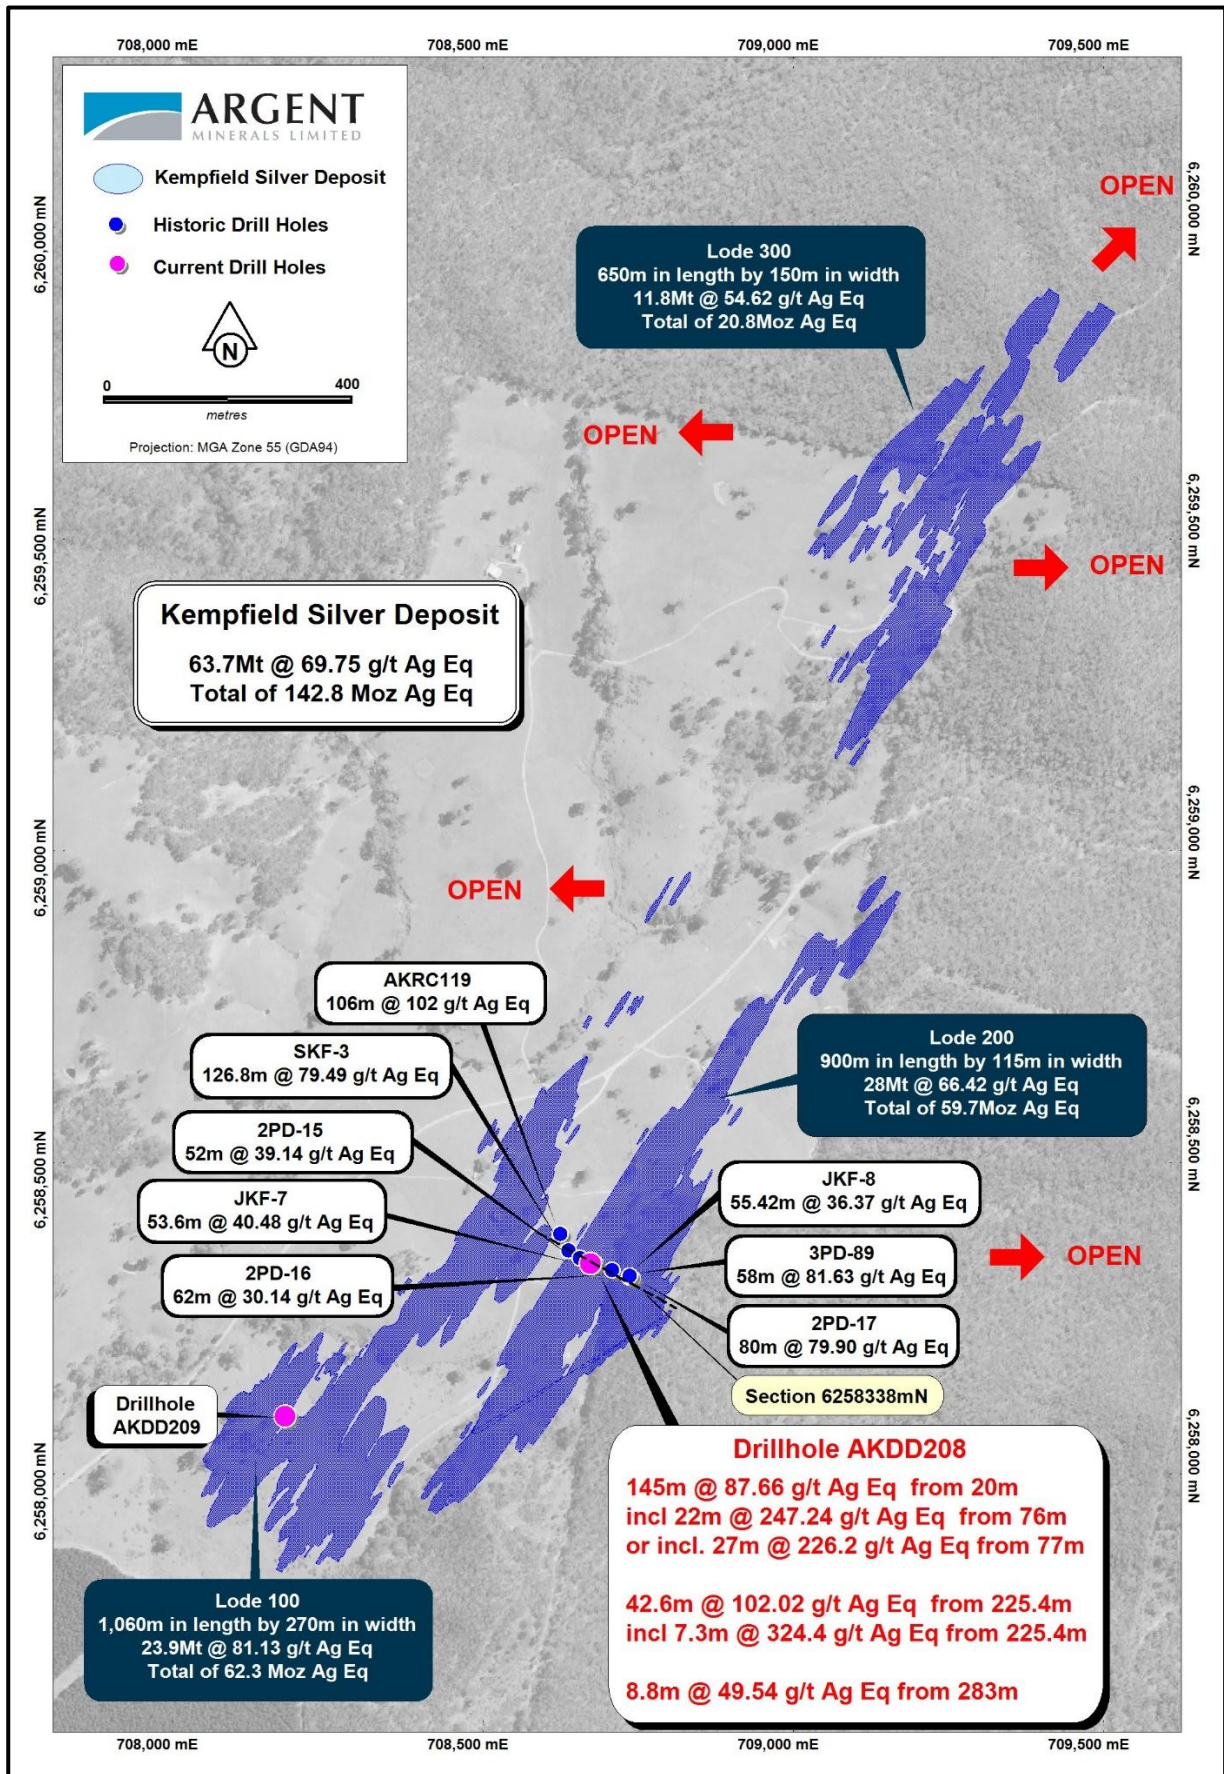 708,000 mE
708,500 mE
709,000 mE
709,500 mE
ARGENT
MINERALS LIMITED
Kempfield Silver Deposit
Historic Drill Holes
Current Drill Holes
N
0
400
metres
Projection: MGA Zone 55 (GDA94)
6,260,000 mN
6,260,000 mN
OPEN
Lode 300
650m in length by 150m in width
11.8Mt @ 54.62 g/t Ag Eq
Total of 20.8Moz Ag Eq
OPEN
6,259,500 mN
6,259,500 mN
OPEN
Kempfield Silver Deposit
63.7Mt @ 69.75 g/t Ag Eq
Total of 142.8 Moz Ag Eq
6,259,000 mN
6,259,000 mN
OPEN
AKRC119
106m @ 102 g/t Ag Eq
SKF-3
126.8m @ 79.49 g/t Ag Eq
2PD-15
52m @ 39.14 g/t Ag Eq
JKF-7
53.6m @ 40.48 g/t Ag Eq
2PD-16
62m @ 30.14 g/t Ag Eq
Lode 200
900m in length by 115m in width
28Mt @ 66.42 g/t Ag Eq
Total of 59.7Moz Ag Eq
6,258,500 mN
6,258,500 mN
JKF-8
55.42m @ 36.37 g/t Ag Eq
3PD-89
58m @ 81.63 g/t Ag Eq
OPEN
2PD-17
80m @ 79.90 g/t Ag Eq
Section 6258338mN
Drillhole
AKDD209
6,258,000 mN
6,258,000 mN
Drillhole AKDD208
145m @ 87.66 g/t Ag Eq from 20m
incl 22m @ 247.24 g/t Ag Eq from 76m
or incl. 27m @ 226.2 g/t Ag Eq from 77m
42.6m @ 102.02 g/t Ag Eq from 225.4m
incl 7.3m @ 324.4 g/t Ag Eq from 225.4m
8.8m @ 49.54 g/t Ag Eq from 283m
Lode 100
1,060m in length by 270m in width
23.9Mt @ 81.13 g/t Ag Eq
Total of 62.3 Moz Ag Eq
708,000 mE
708,500 mE
709,000 mE
709,500 mE